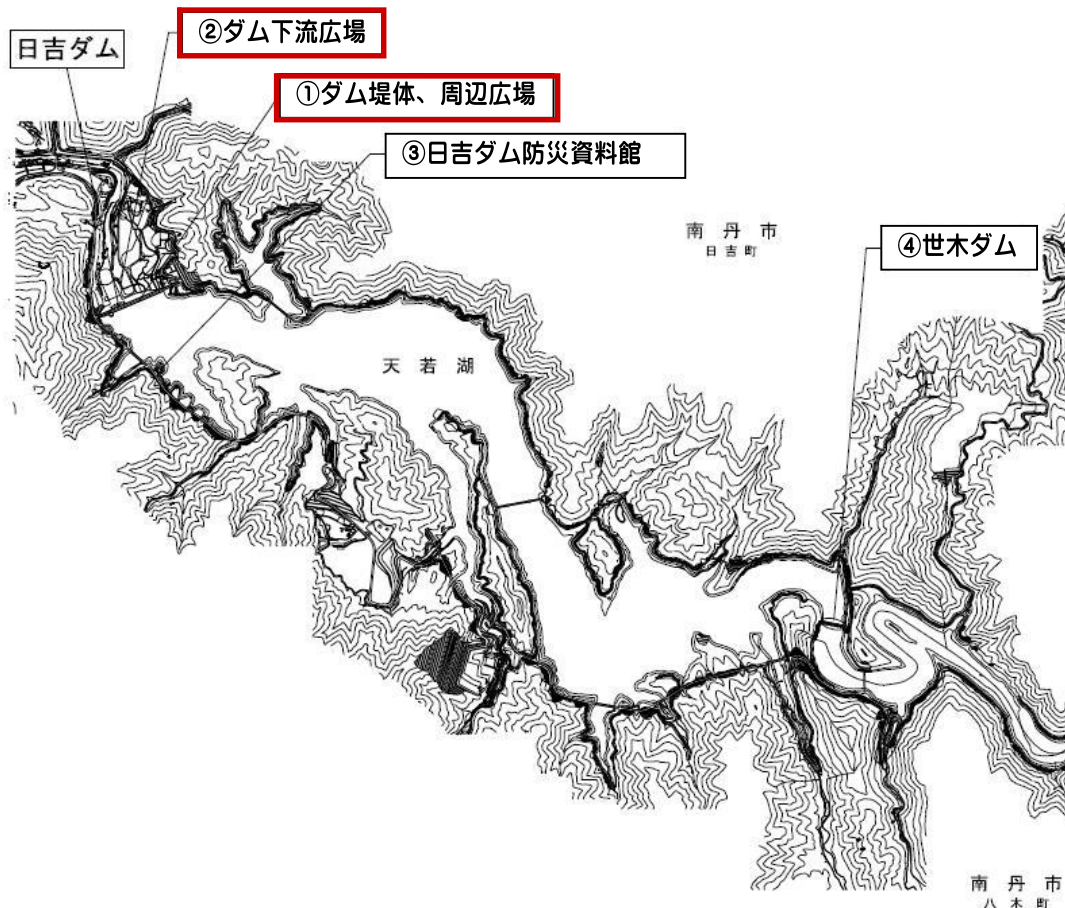 ②ダム下流広場
日吉ダム
①ダム堤体、周辺広場
③日吉ダム防災資料館
南丹市
日吉町
④世木ダム
天若湖
南丹市
八木町